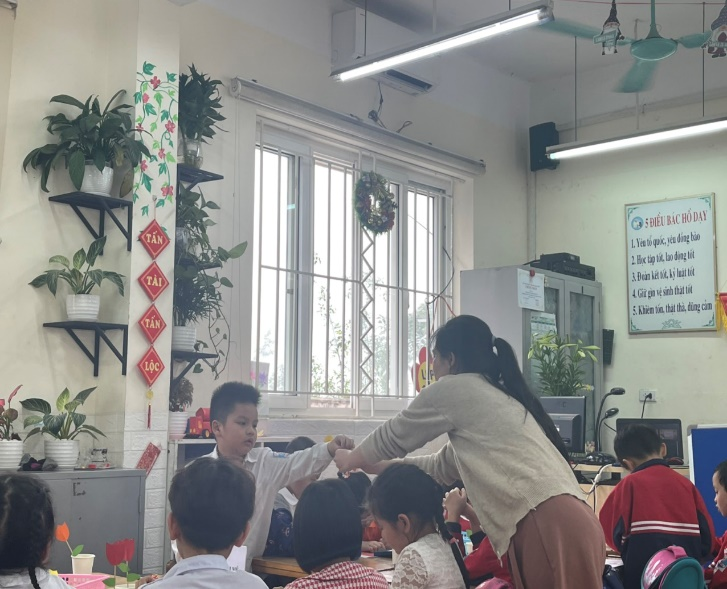 TẤN
TÀI
TẤN
LỘC
5 ĐIỀU BÁC HỒ DẠY
1. Yêu tổ quốc, yêu đồng bào
2. Học tập tốt, lao động tốt
3. Đoàn kết tốt, kỷ luật tốt
4. Giữ gìn vệ sinh thật tốt
5. Khiêm tốn, thật thà, dũng cảm